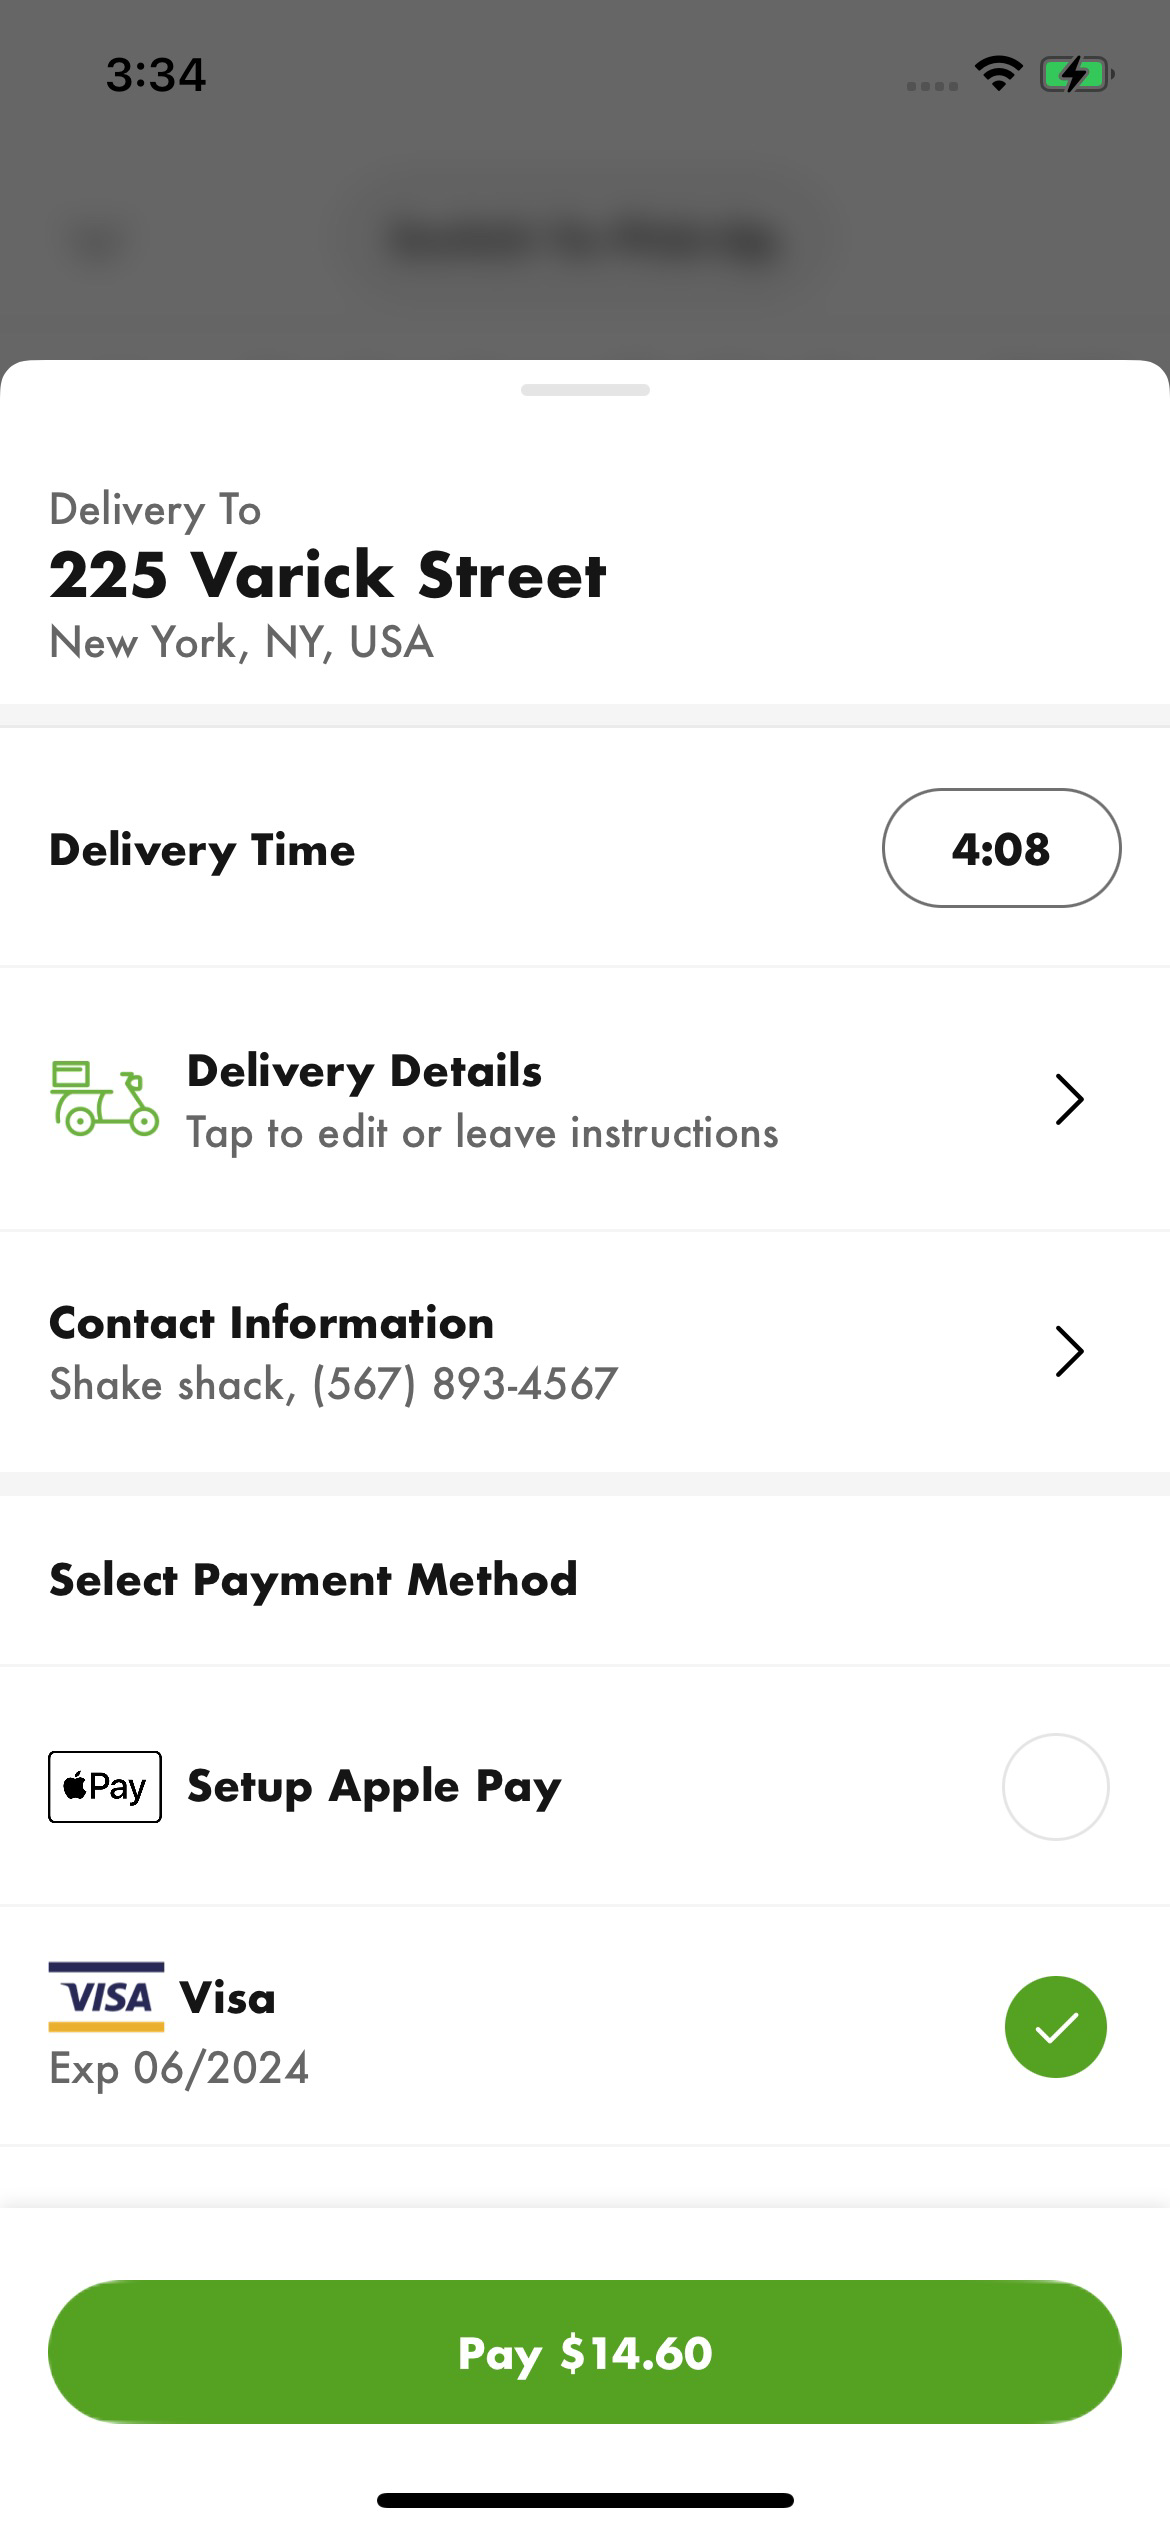 3:34
Delivery To
225 Varick Street
New York, NY, USA
Delivery Time
4:08
Delivery Details
Tap to edit or leave instructions
Contact Information
Shake shack, (567) 893-4567
Select Payment Method
Pay Setup Apple Pay
VISA Visa
Exp 06/2024
Pay $14.60